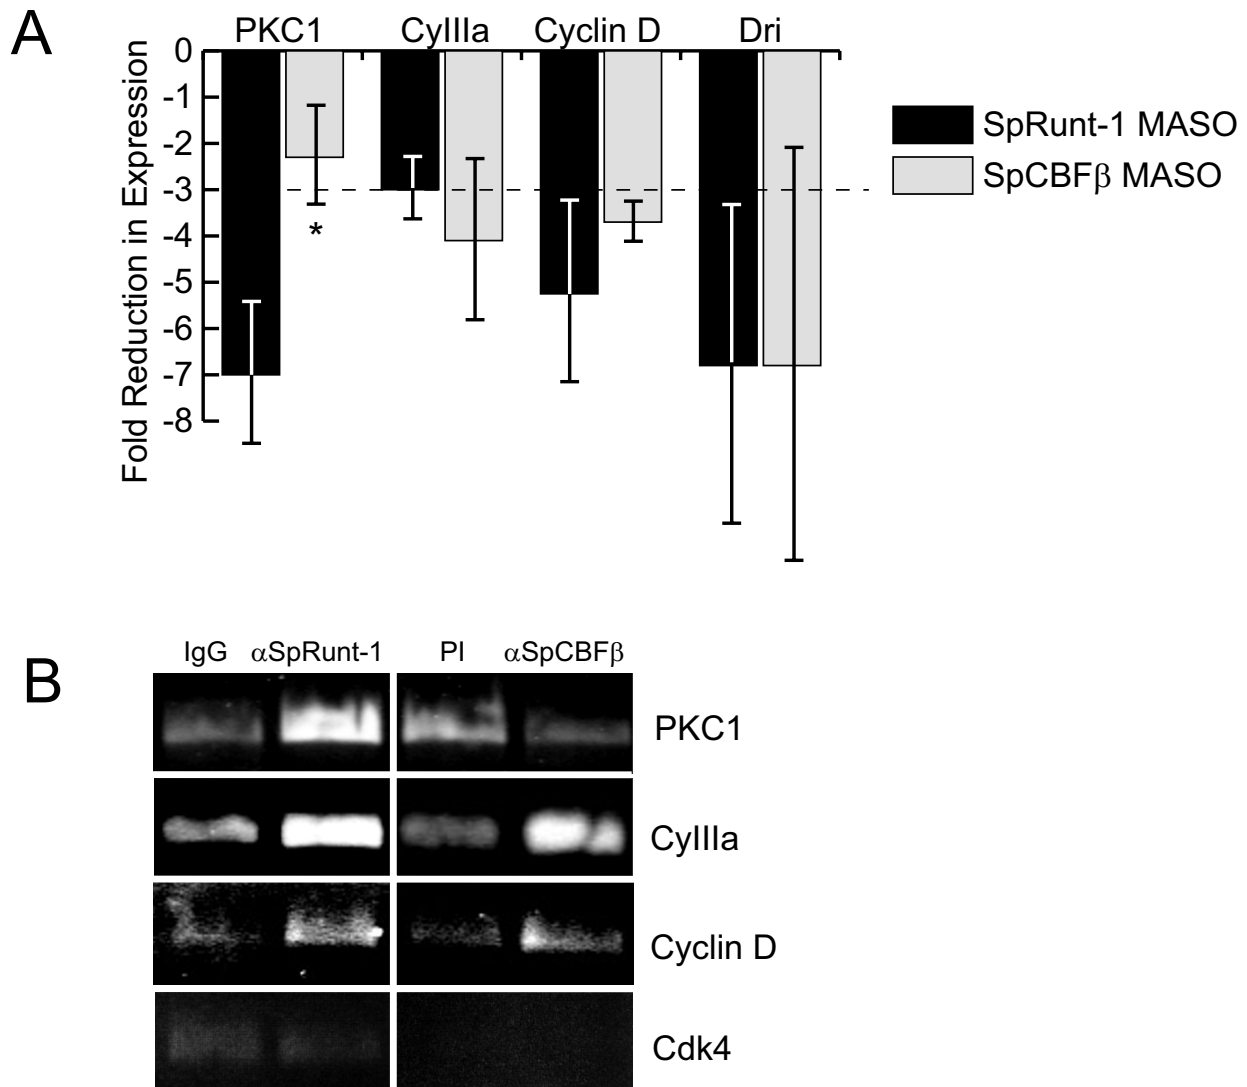 A
PKC1 CyIIIa Cyclin D Dri
Fold Reduction in Expression
0
-1
-2
-3
-4
-5
-6
-7
-8
*
SpRunt-1 MASO
SpCBFβ MASO
B
IgG αSpRunt-1 PI αSpCBFβ
PKC1
CyIIIa
Cyclin D
Cdk4